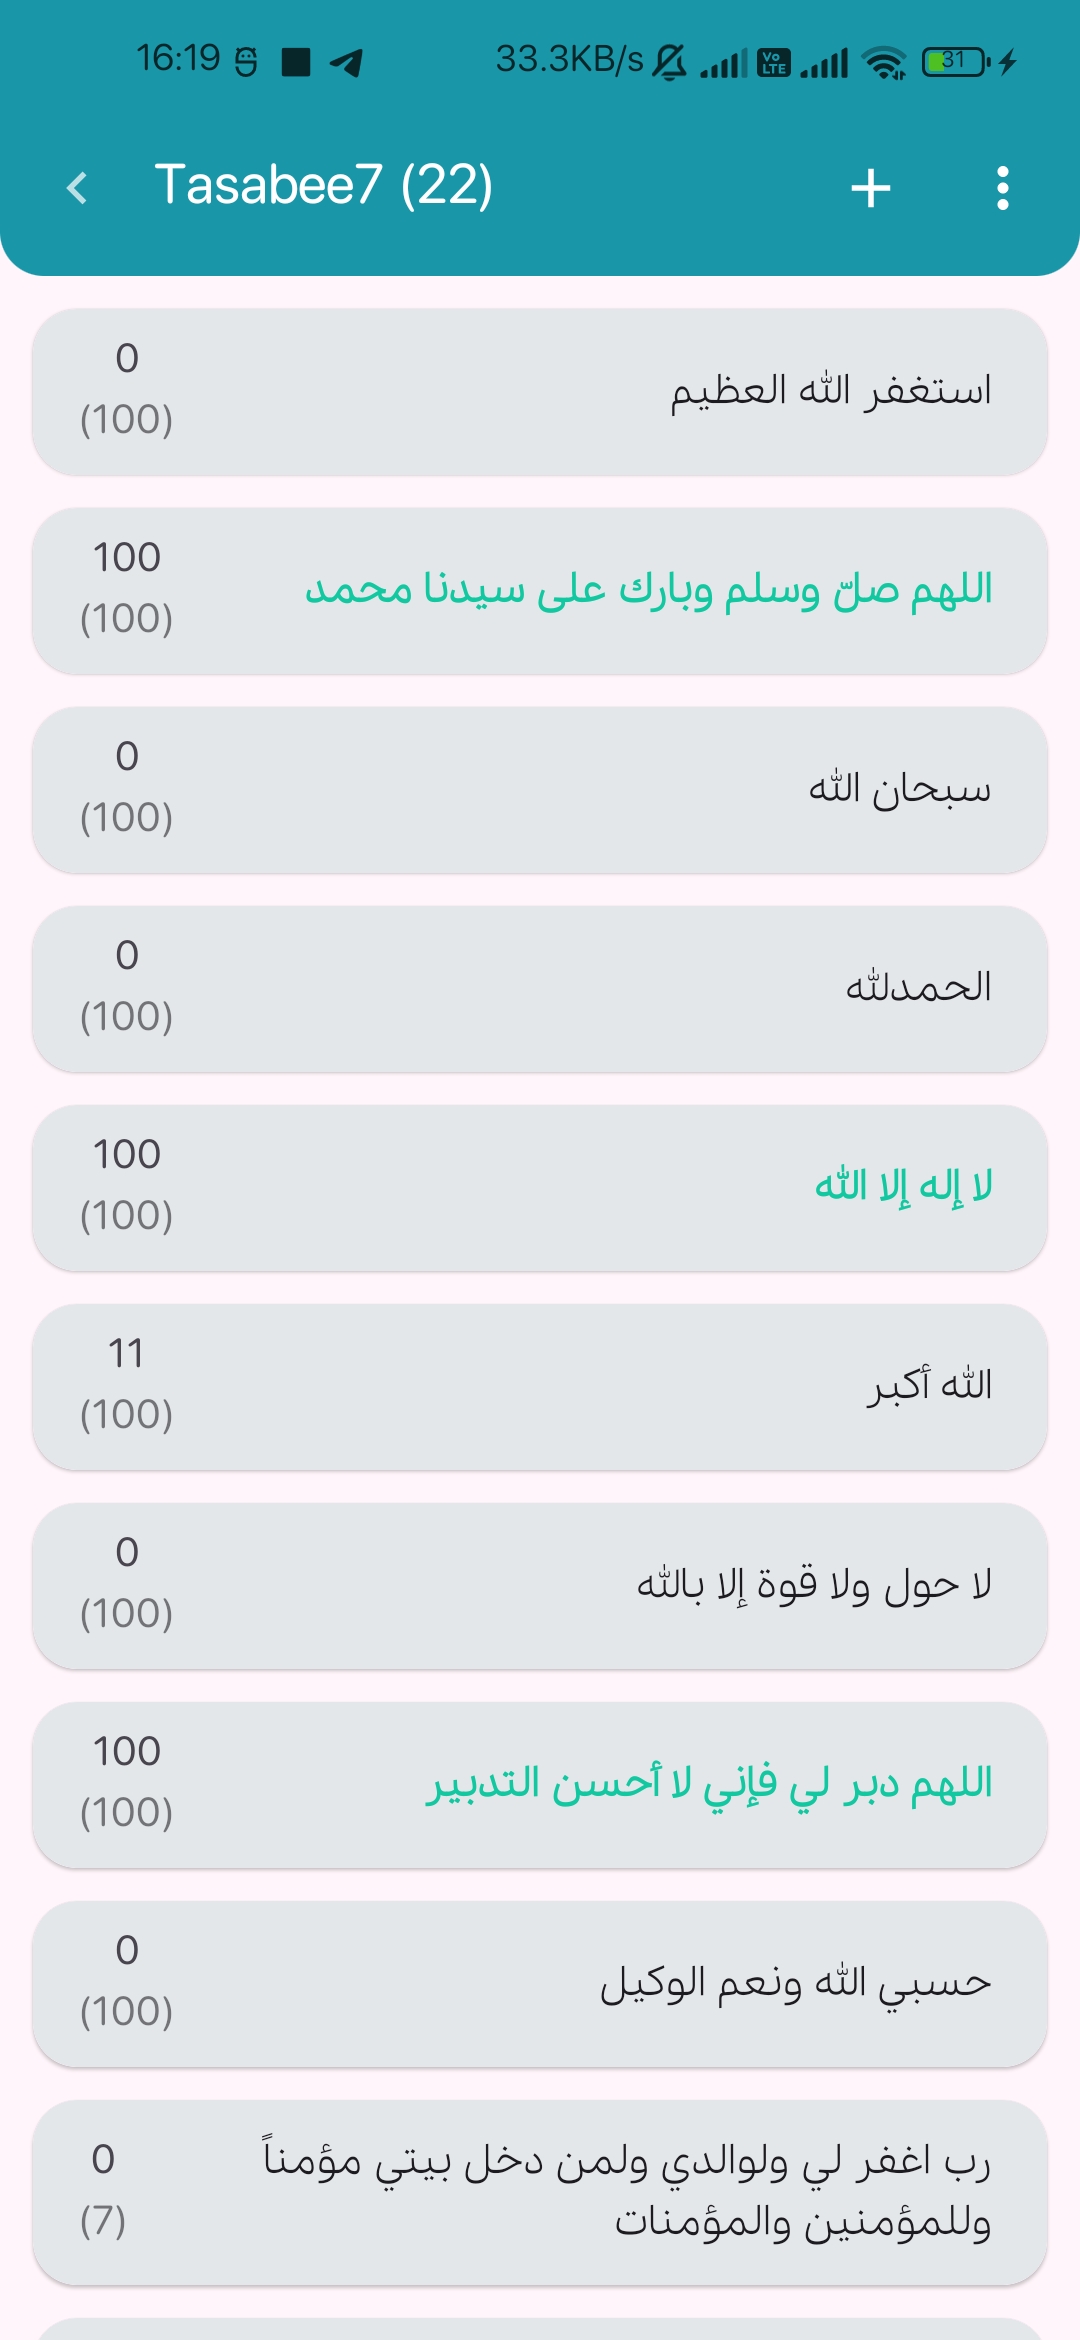 16:19 33.3KB/s Vo LTE 31
Tasabee7 (22)
استغفر الله العظيم
0
(100)
اللهم صلّ وسلم وبارك على سيدنا محمد
100
(100)
سبحان الله
0
(100)
الحمدلله
0
(100)
لا إله إلا الله
100
(100)
الله أكبر
11
(100)
لا حول ولا قوة إلا بالله
0
(100)
اللهم دبر لي فإني لا أحسن التدبير
100
(100)
حسبي الله ونعم الوكيل
0
(100)
رب اغفر لي ولوالدي ولمن دخل بيتي مؤمناً
وللمؤمنين والمؤمنات
0
(7)